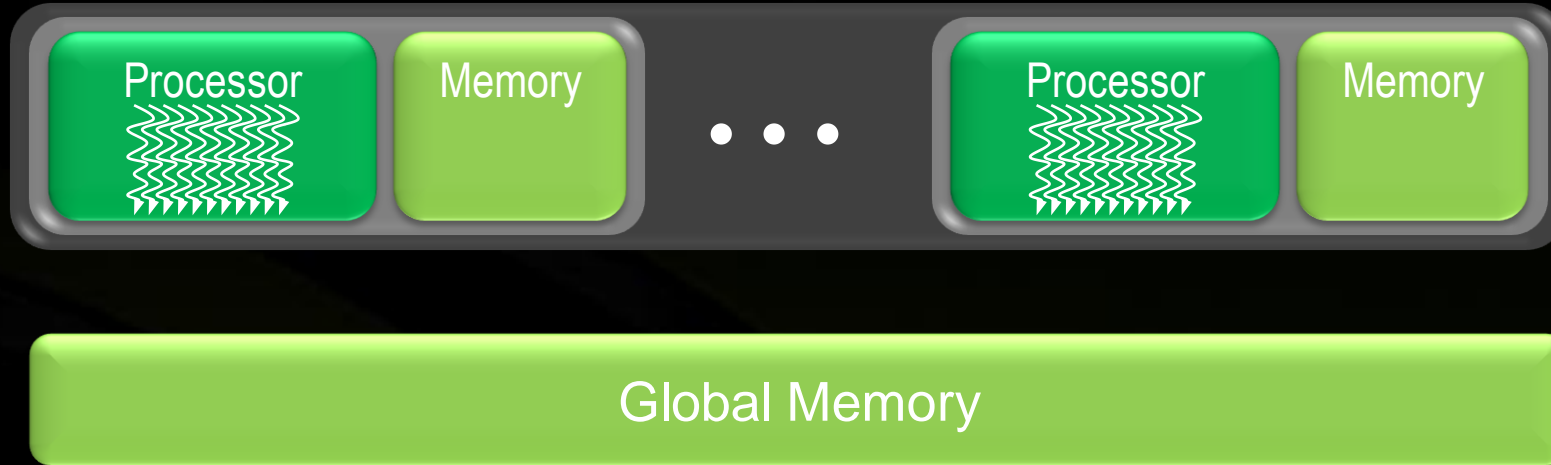 Processor
Memory
Processor
Memory
Global Memory